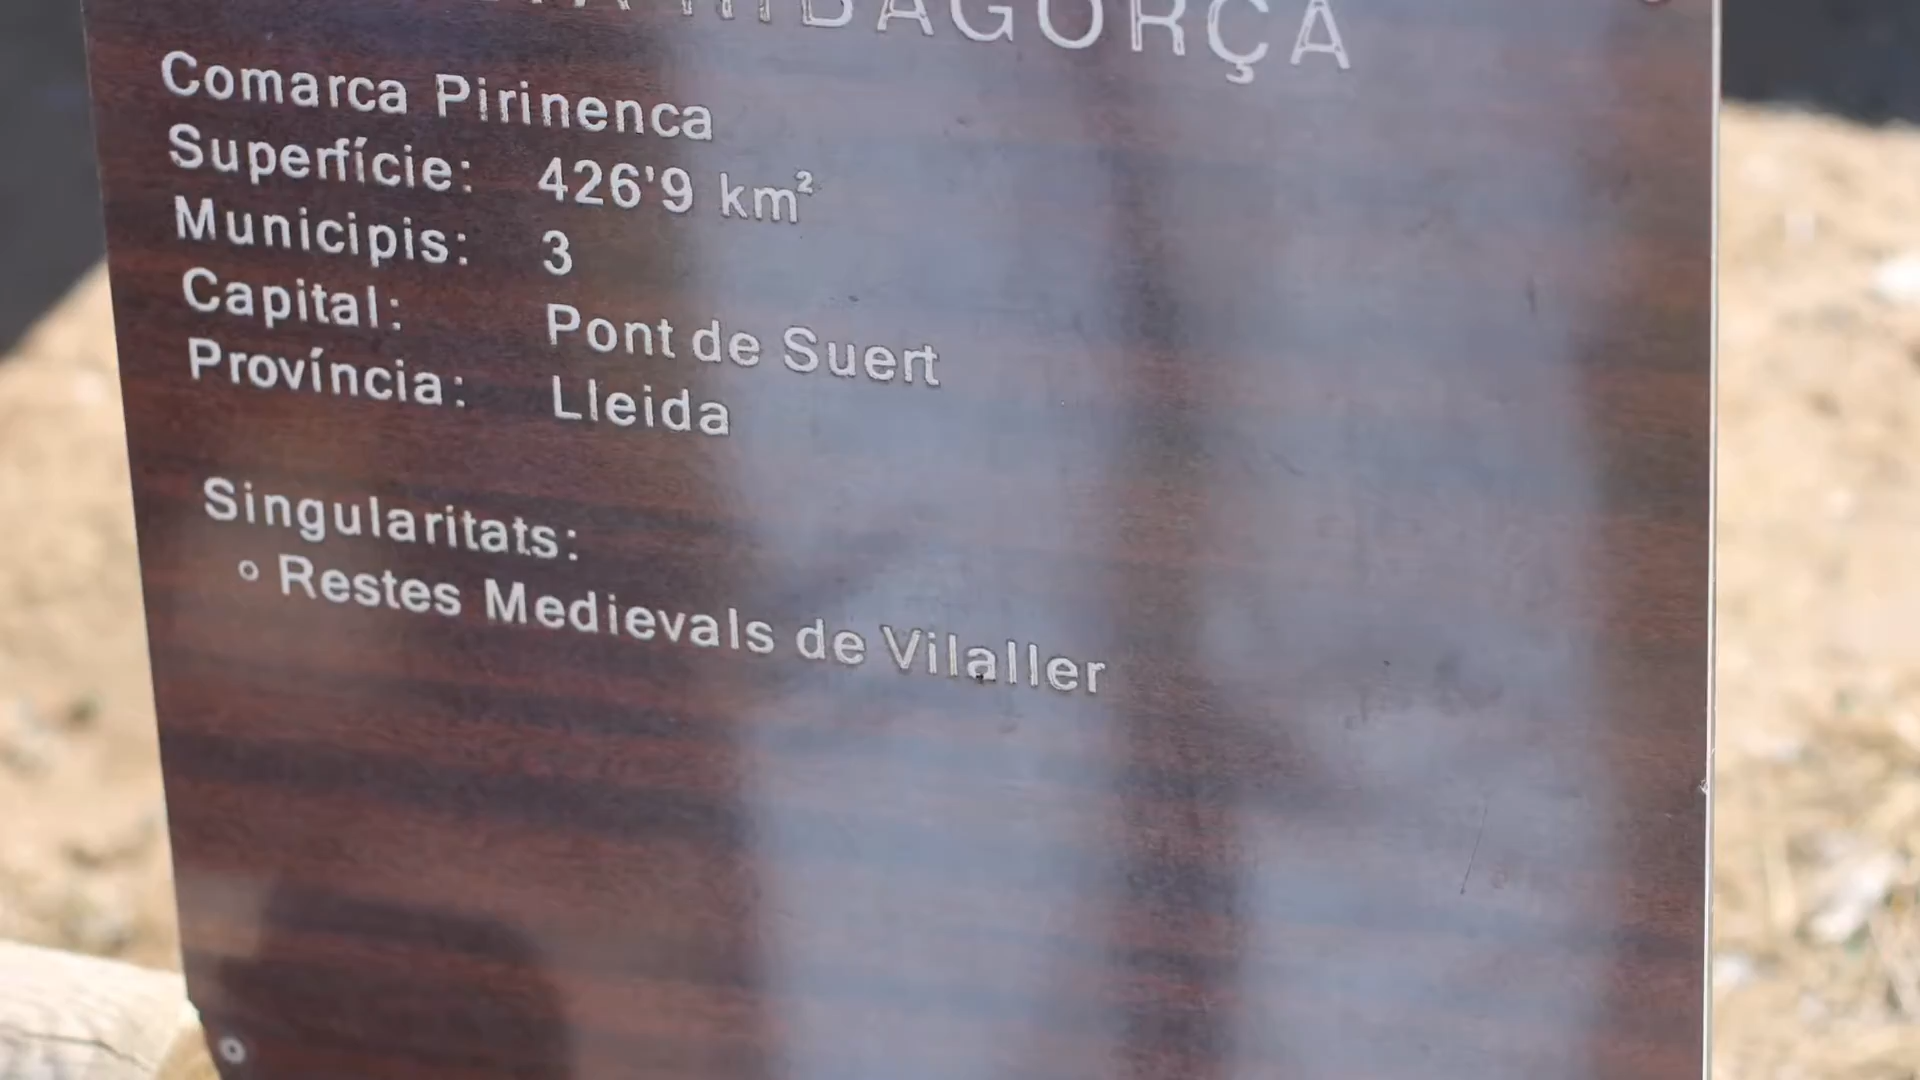 RIBAGORÇA
Comarca Pirinenca
Superfície: 426'9 km²
Municipis: 3
Capital: Pont de Suert
Província: Lleida
Singularitats:
o Restes Medievals de Vilaller